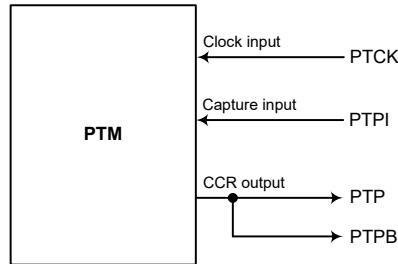 Clock input
PTCK
Capture input
PTPI
PTM
CCR output
PTP
PTPB